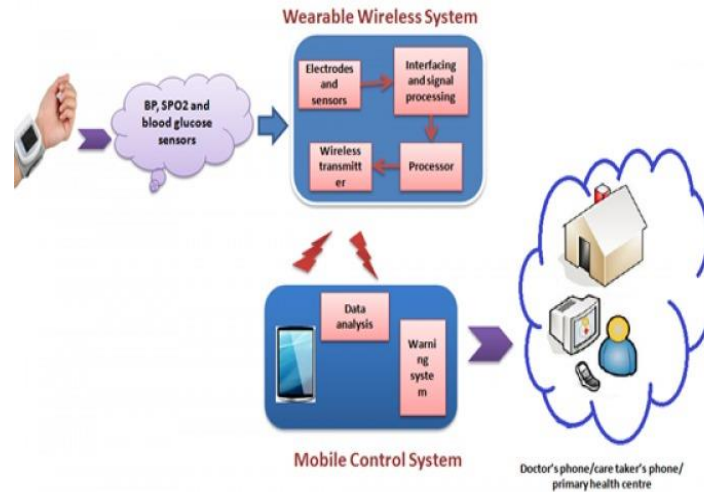 Wearable Wireless System
BP, SPO2 and
blood glucose
sensors
Electrodes
and
sensors
Interfacing
and signal
processing
Wireless
transmitt
er
Processor
Data
analysis
Warni
ng
syste
m
Mobile Control System
Doctor's phone/care taker's phone/
primary health centre